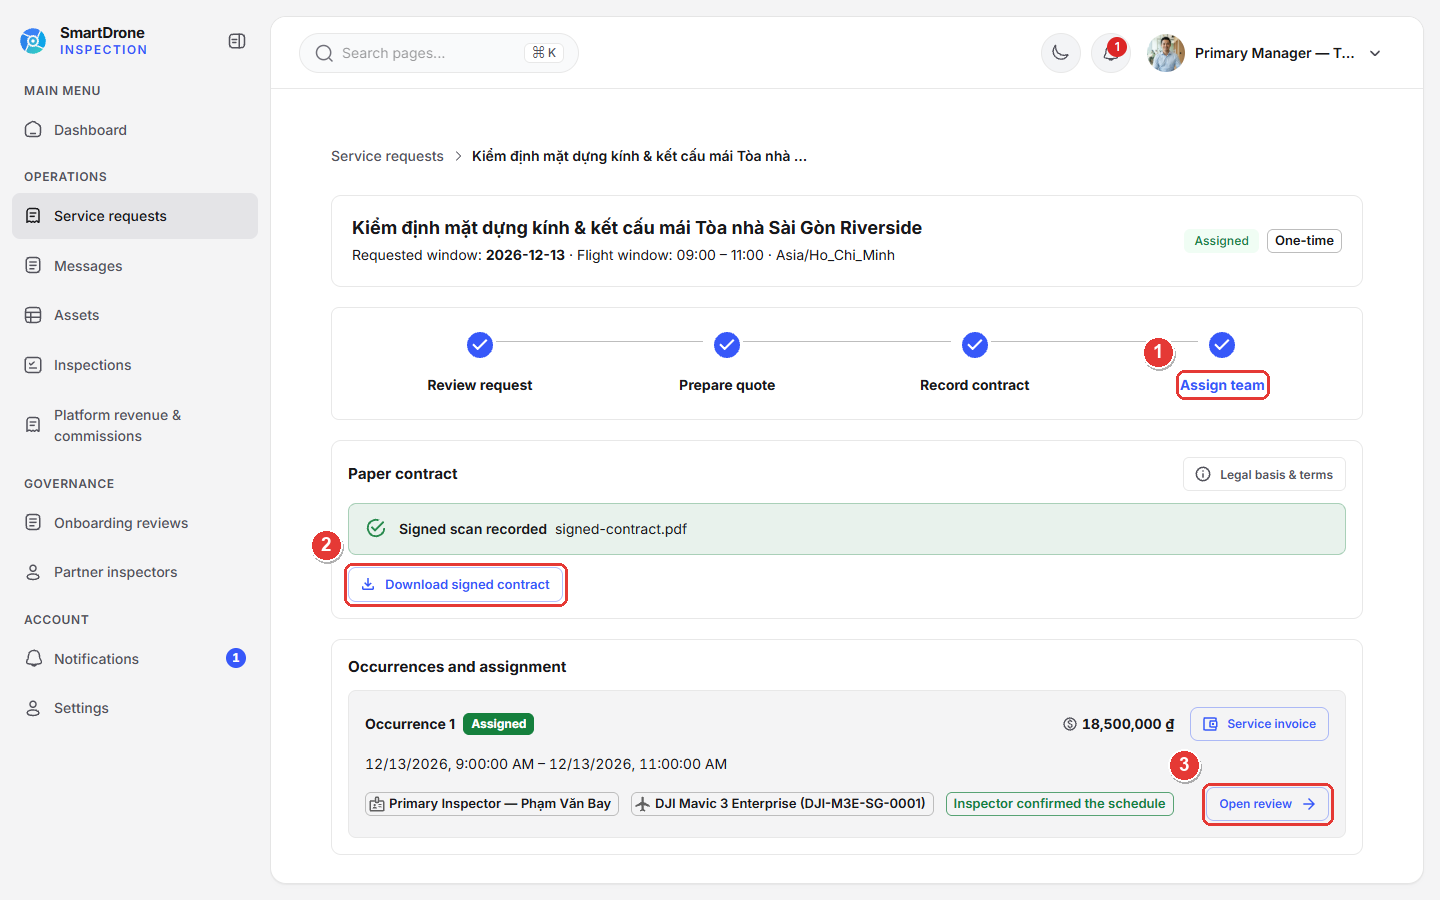 SmartDrone
INSPECTION
MAIN MENU
Dashboard
OPERATIONS
Service requests
Messages
Assets
Inspections
Platform revenue &
commissions
GOVERNANCE
Onboarding reviews
Partner inspectors
ACCOUNT
Notifications 1
Settings
Search pages... ⌘ K
1
Primary Manager — T...
Service requests > Kiểm định mặt dựng kính & kết cấu mái Tòa nhà ...
Kiểm định mặt dựng kính & kết cấu mái Tòa nhà Sài Gòn Riverside
Requested window: 2026-12-13 · Flight window: 09:00 – 11:00 · Asia/Ho_Chi_Minh
Assigned One-time
1
Review request Prepare quote Record contract Assign team
Paper contract
Legal basis & terms
Signed scan recorded signed-contract.pdf
2
Download signed contract
Occurrences and assignment
Occurrence 1 Assigned
18,500,000 ₫ Service invoice
12/13/2026, 9:00:00 AM – 12/13/2026, 11:00:00 AM
3
Primary Inspector — Phạm Văn Bay DJI Mavic 3 Enterprise (DJI-M3E-SG-0001) Inspector confirmed the schedule Open review